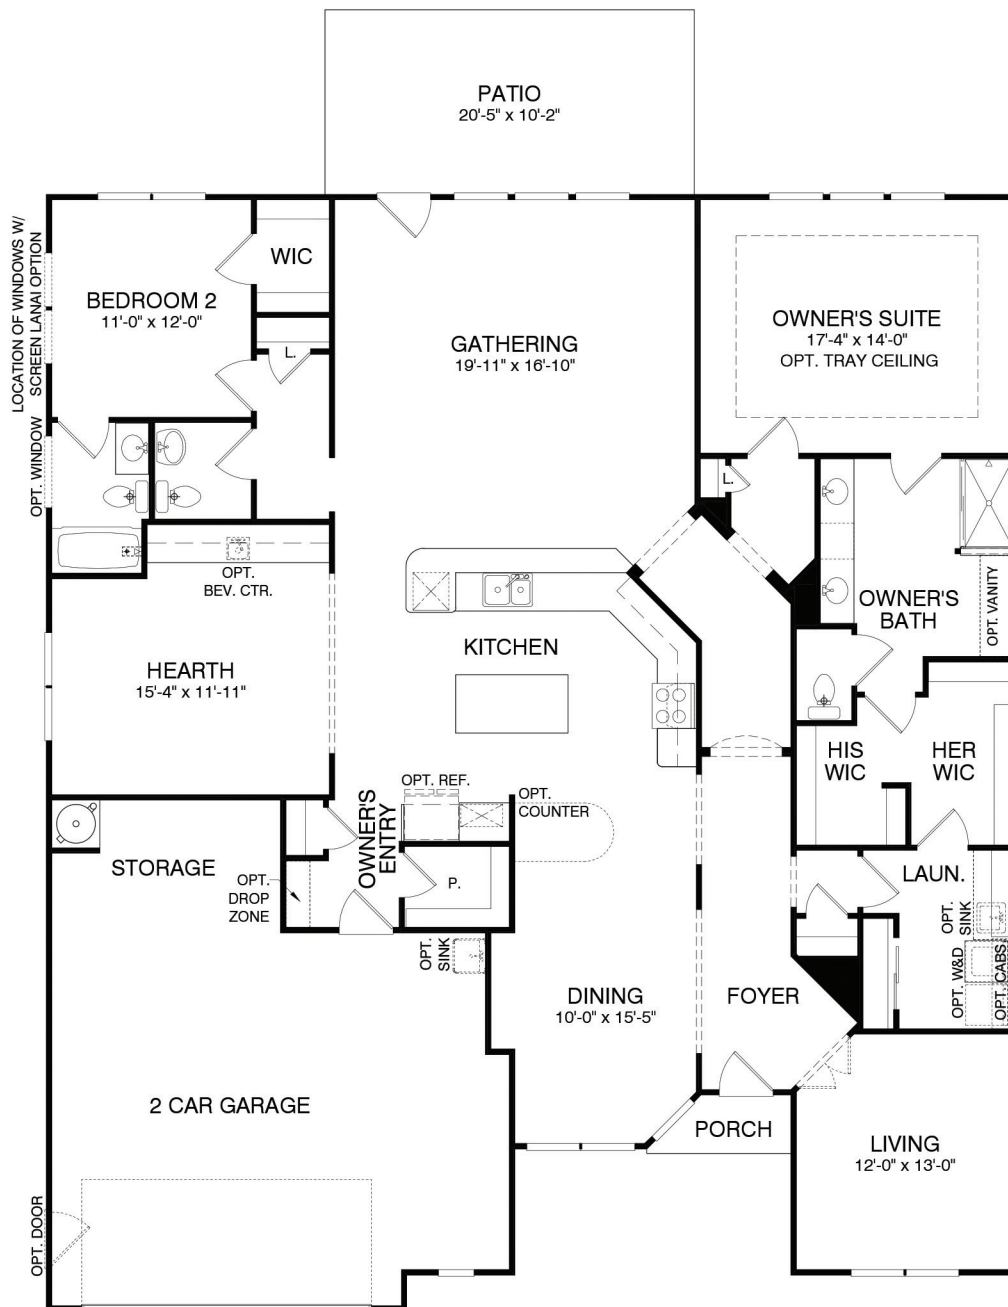 PATIO
20'-5" x 10'-2"
LOCATION OF WINDOWS W/
SCREEN LANAI OPTION
WIC
BEDROOM 2
11'-0" x 12'-0"
L.
GATHERING
19'-11" x 16'-10"
OWNER'S SUITE
17'-4" x 14'-0"
OPT. TRAY CEILING
OPT. WINDOW
L.
OPT.
BEV. CTR.
OWNER'S
BATH
OPT. VANITY
KITCHEN
HEARTH
15'-4" x 11'-11"
HIS
WIC
HER
WIC
OPT. REF.
OPT.
COUNTER
OWNER'S
ENTRY
STORAGE
OPT.
DROP
ZONE
P.
LAUN.
OPT.
SINK
OPT.
SINK
OPT. W&D
OPT. CABS.
DINING
10'-0" x 15'-5"
FOYER
2 CAR GARAGE
PORCH
LIVING
12'-0" x 13'-0"
OPT. DOOR